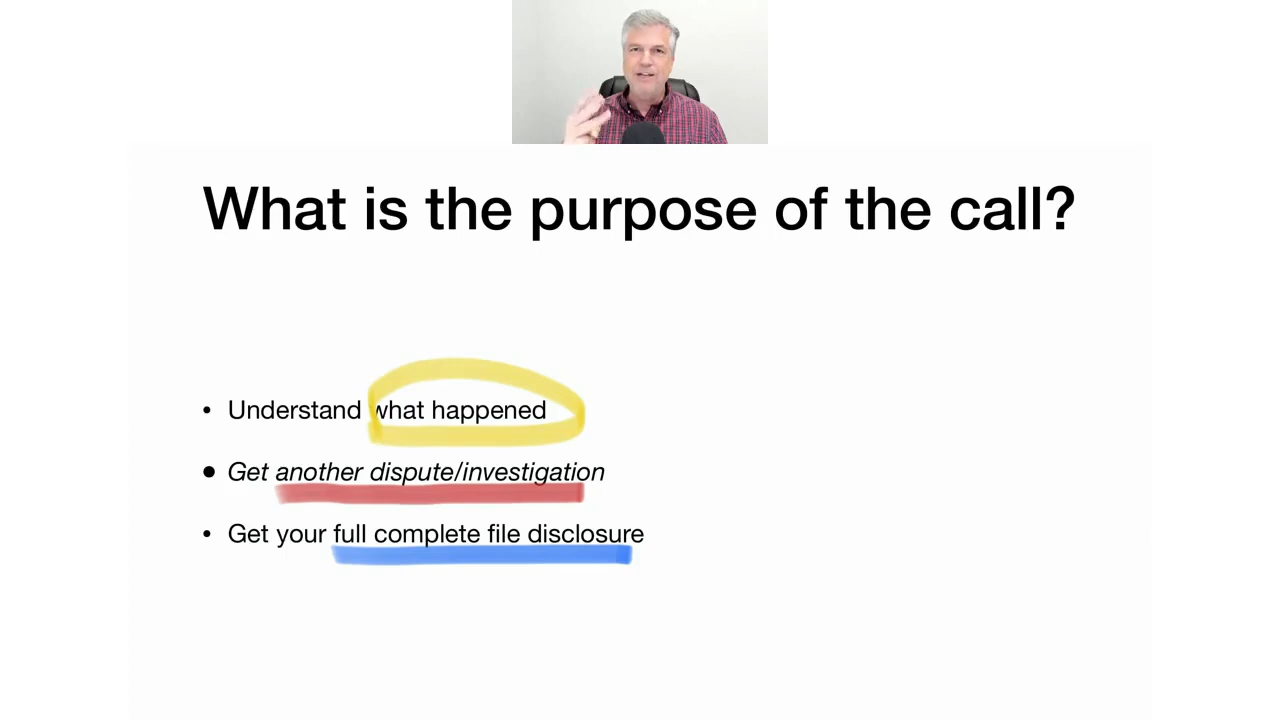 What is the purpose of the call?
• Understand what happened
• Get another dispute/investigation
• Get your full complete file disclosure